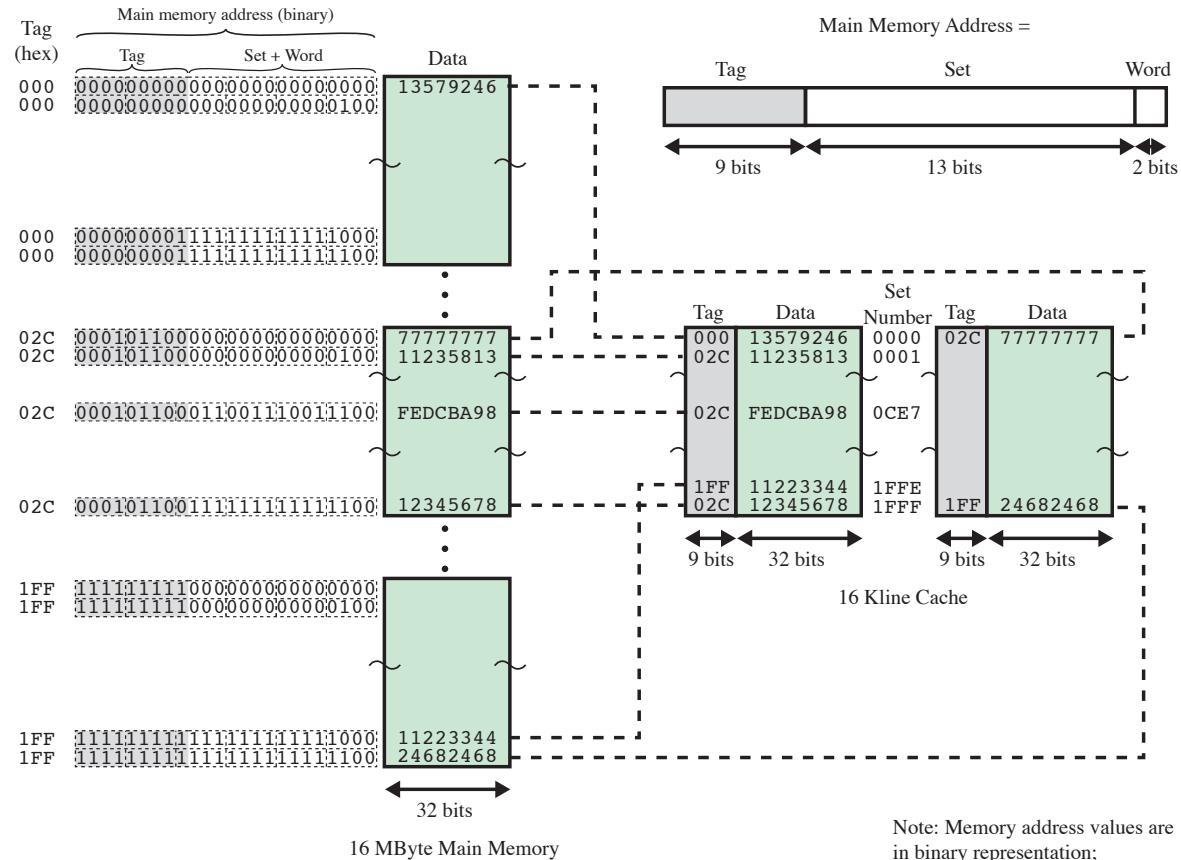 Main memory address (binary)
Tag
(hex)
Tag
Set + Word
Data
000 000000000000000000000000 13579246
000 000000000000000000000100
000 000000001111111111111000
000 000000001111111111111100
02C 000101100000000000000000 77777777
02C 000101100000000000000100 11235813
02C 000101100011001110011100 FEDCBA98
02C 000101100111111111111100 12345678
1FF 111111111000000000000000
1FF 111111111000000000000100
1FF 111111111111111111111000 11223344
1FF 111111111111111111111100 24682468
32 bits
16 MByte Main Memory
Main Memory Address =
Tag Set Word
9 bits 13 bits 2 bits
Set
Tag Data Number Tag Data
000 13579246 0000 02C 77777777
02C 11235813 0001
02C FEDCBA98 0CE7
1FF 11223344 1FFE
02C 12345678 1FFF 1FF 24682468
9 bits 32 bits 9 bits 32 bits
16 Kline Cache
Note: Memory address values are
in binary representation;